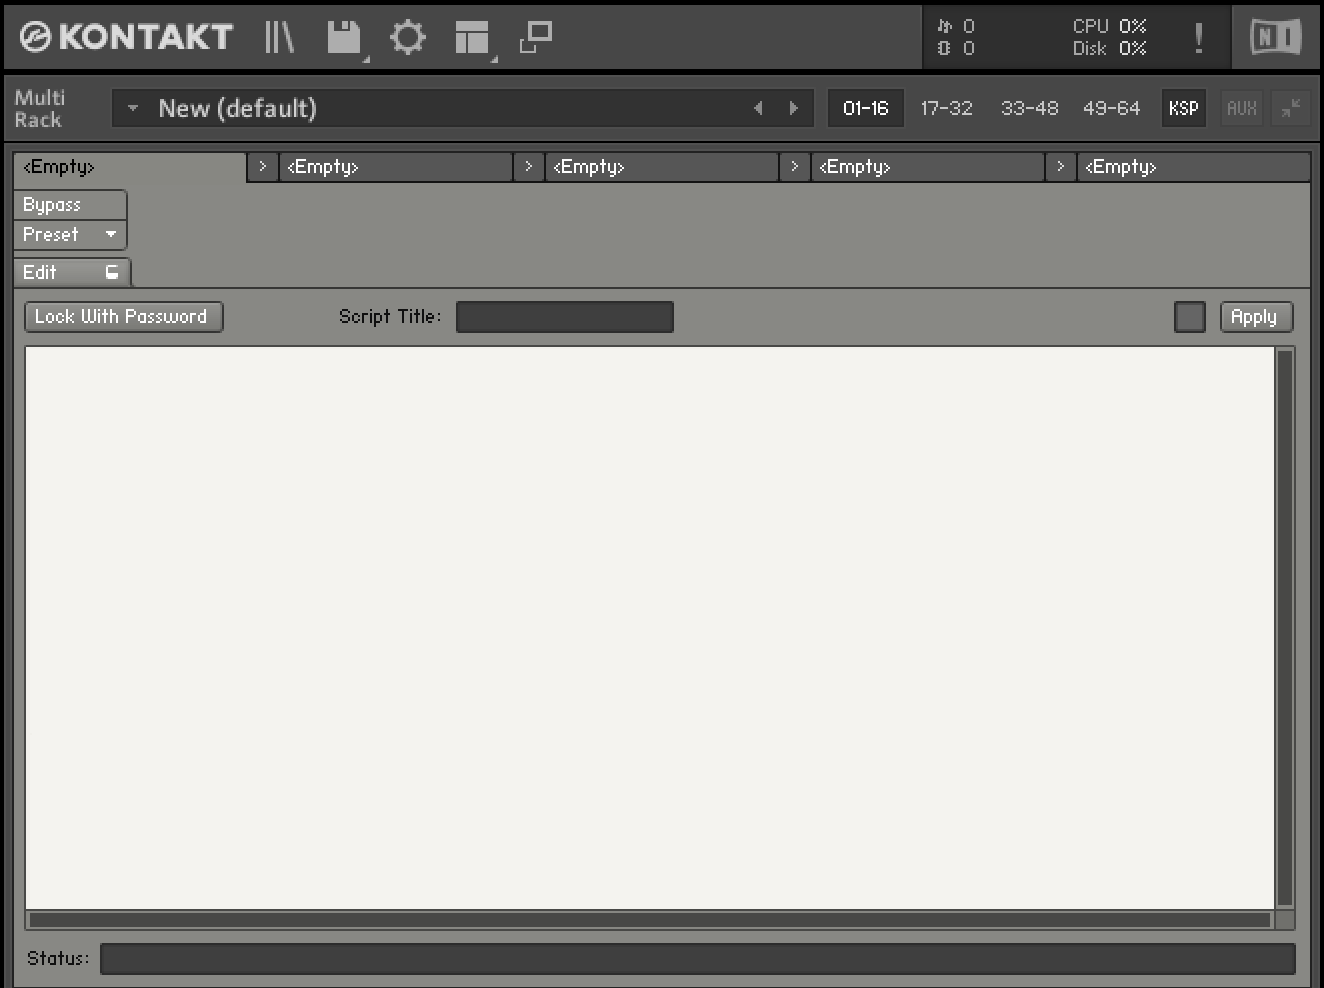 KONTAKT
0
0
CPU 0%
Disk 0%
!
NI
Multi
Rack
New (default)
01-16
17-32
33-48
49-64
KSP
AUX
<Empty> > <Empty> > <Empty> > <Empty> > <Empty>
Bypass
Preset
Edit
Lock With Password
Script Title:
Apply
Status: